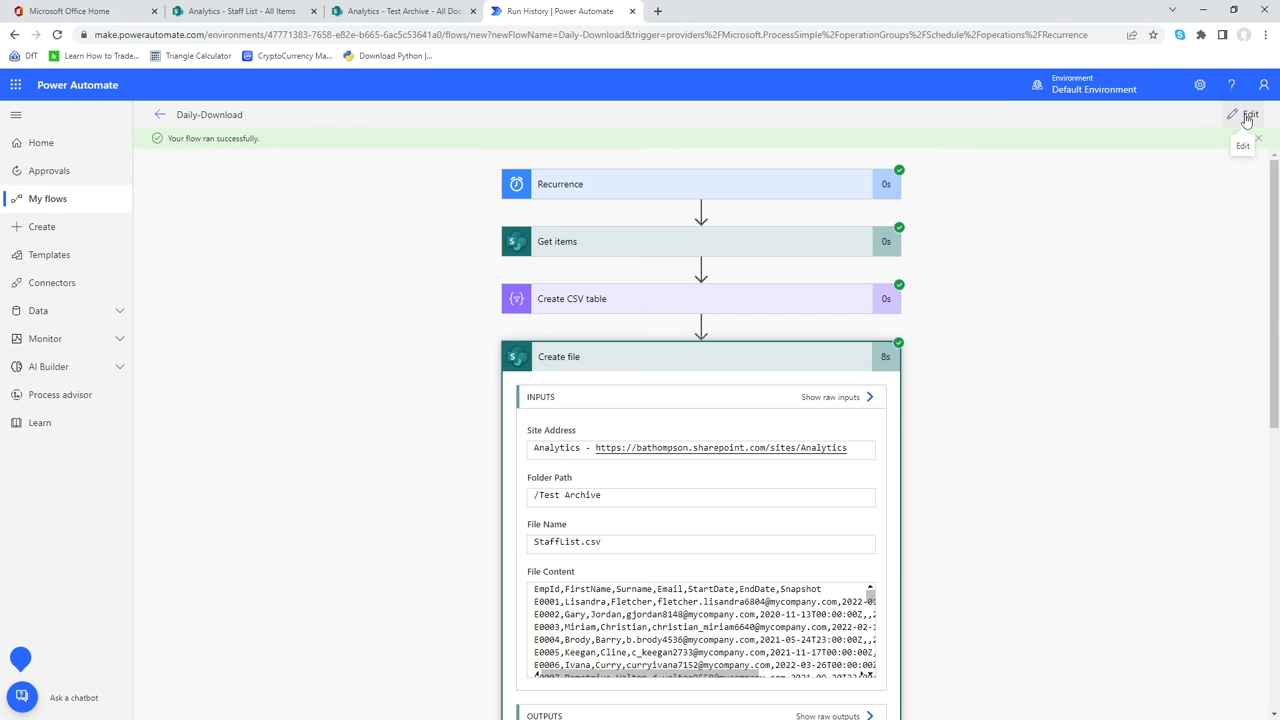 Microsoft Office Home
Analytics - Staff List - All Items
Analytics - Test Archive - All Doc
Run History | Power Automate
make.powerautomate.com/environments/47771383-7658-e82e-b665-6ac5c53641a0/flows/new?newFlowName=Daily-Download&trigger=providers%2FMicrosoft.ProcessSimple%2FoperationGroups%2FSchedule%2Foperations%2FRecurrence
DfT
Learn How to Trade...
Triangle Calculator
CryptoCurrency Ma...
Download Python |...
Power Automate
Environment
Default Environment
Daily-Download
Edit
Your flow ran successfully.
Edit
Home
Approvals
My flows
Create
Templates
Connectors
Data
Monitor
AI Builder
Process advisor
Learn
Ask a chatbot
Recurrence
0s
Get items
0s
Create CSV table
0s
Create file
8s
INPUTS
Show raw inputs
Site Address
Analytics - https://bathompson.sharepoint.com/sites/Analytics
Folder Path
/Test Archive
File Name
StaffList.csv
File Content
EmpId,FirstName,Surname,Email,StartDate,EndDate,Snapshot
E0001,Lisandra,Fletcher,fletcher.lisandra6804@mycompany.com,2022-0
E0002,Gary,Jordan,gjordan8148@mycompany.com,2020-11-13T00:00:00Z,,2
E0003,Miriam,Christian,christian_miriam6640@mycompany.com,2022-02-1
E0004,Brody,Barry,b.brody4536@mycompany.com,2021-05-24T23:00:00Z,,2
E0005,Keegan,Cline,c_keegan2733@mycompany.com,2021-11-17T00:00:00Z,
E0006,Ivana,Curry,curryivana7152@mycompany.com,2022-03-26T00:00:00Z
OUTPUTS
Show raw outputs